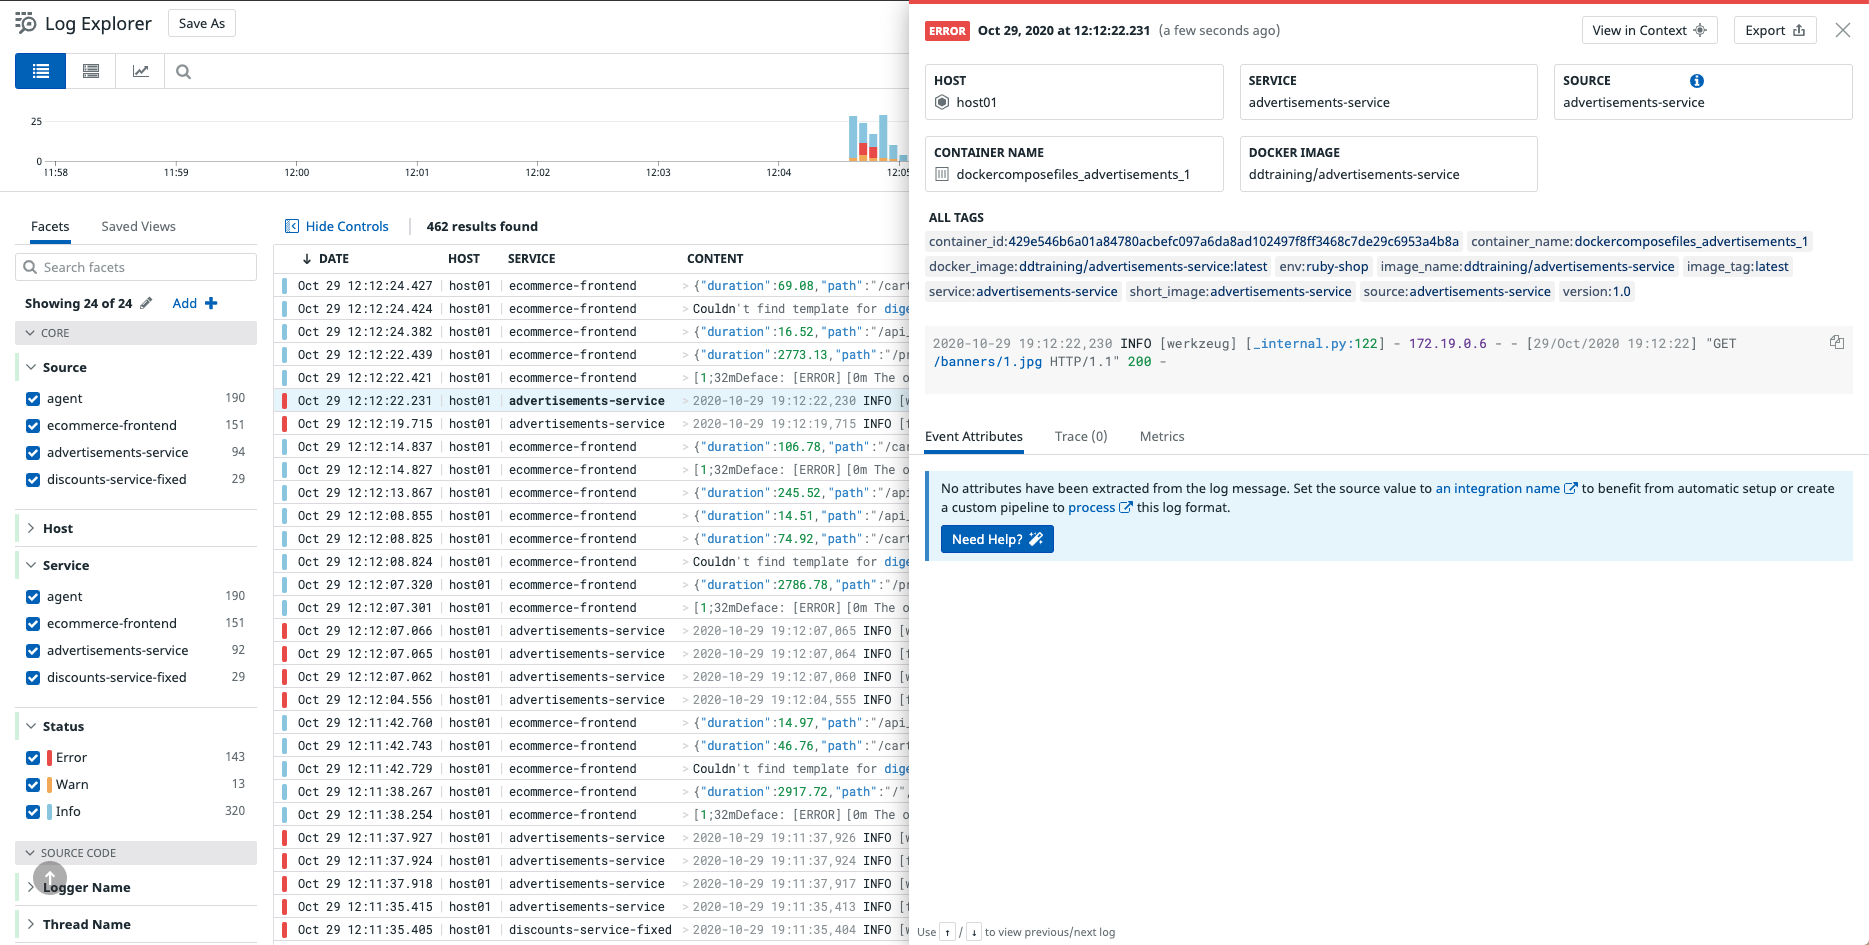 Log Explorer
Save As
25
0
11:58 11:59 12:00 12:01 12:02 12:03 12:04 12:05
Facets Saved Views
Search facets
Showing 24 of 24 Add
CORE
Source
agent 190
ecommerce-frontend 151
advertisements-service 94
discounts-service-fixed 29
Host
Service
agent 190
ecommerce-frontend 151
advertisements-service 92
discounts-service-fixed 29
Status
Error 143
Warn 13
Info 320
SOURCE CODE
Logger Name
Thread Name
Hide Controls 462 results found
DATE HOST SERVICE CONTENT
Oct 29 12:12:24.427 host01 ecommerce-frontend > {"duration":69.08,"path":"/cart
Oct 29 12:12:24.424 host01 ecommerce-frontend > Couldn't find template for dige
Oct 29 12:12:24.382 host01 ecommerce-frontend > {"duration":16.52,"path":"/api_
Oct 29 12:12:22.439 host01 ecommerce-frontend > {"duration":2773.13,"path":"/pr
Oct 29 12:12:22.421 host01 ecommerce-frontend > [1;32mDeface: [ERROR] [0m The o
Oct 29 12:12:22.231 host01 advertisements-service > 2020-10-29 19:12:22,230 INFO [w
Oct 29 12:12:19.715 host01 advertisements-service > 2020-10-29 19:12:19,715 INFO [t
Oct 29 12:12:14.837 host01 ecommerce-frontend > {"duration":106.78,"path":"/car
Oct 29 12:12:14.827 host01 ecommerce-frontend > [1;32mDeface: [ERROR] [0m The o
Oct 29 12:12:13.867 host01 ecommerce-frontend > {"duration":245.52,"path":"/api
Oct 29 12:12:08.855 host01 ecommerce-frontend > {"duration":14.51,"path":"/api_
Oct 29 12:12:08.825 host01 ecommerce-frontend > {"duration":74.92,"path":"/cart
Oct 29 12:12:08.824 host01 ecommerce-frontend > Couldn't find template for dige
Oct 29 12:12:07.320 host01 ecommerce-frontend > {"duration":2786.78,"path":"/pr
Oct 29 12:12:07.301 host01 ecommerce-frontend > [1;32mDeface: [ERROR] [0m The o
Oct 29 12:12:07.066 host01 advertisements-service > 2020-10-29 19:12:07,065 INFO [w
Oct 29 12:12:07.065 host01 advertisements-service > 2020-10-29 19:12:07,064 INFO [t
Oct 29 12:12:07.062 host01 advertisements-service > 2020-10-29 19:12:07,060 INFO [w
Oct 29 12:12:04.556 host01 advertisements-service > 2020-10-29 19:12:04,555 INFO [t
Oct 29 12:11:42.760 host01 ecommerce-frontend > {"duration":14.97,"path":"/api_
Oct 29 12:11:42.743 host01 ecommerce-frontend > {"duration":46.76,"path":"/cart
Oct 29 12:11:42.729 host01 ecommerce-frontend > Couldn't find template for dige
Oct 29 12:11:38.267 host01 ecommerce-frontend > {"duration":2917.72,"path":"/",
Oct 29 12:11:38.254 host01 ecommerce-frontend > [1;32mDeface: [ERROR] [0m The o
Oct 29 12:11:37.927 host01 advertisements-service > 2020-10-29 19:11:37,926 INFO [w
Oct 29 12:11:37.924 host01 advertisements-service > 2020-10-29 19:11:37,924 INFO [t
Oct 29 12:11:37.918 host01 advertisements-service > 2020-10-29 19:11:37,917 INFO [w
Oct 29 12:11:35.415 host01 advertisements-service > 2020-10-29 19:11:35,413 INFO [t
Oct 29 12:11:35.405 host01 discounts-service-fixed > 2020-10-29 19:11:35,404 INFO [w
ERROR Oct 29, 2020 at 12:12:22.231 (a few seconds ago) View in Context Export
HOST
host01
SERVICE
advertisements-service
SOURCE
advertisements-service
CONTAINER NAME
dockercomposefiles_advertisements_1
DOCKER IMAGE
ddtraining/advertisements-service
ALL TAGS
container_id:429e546b6a01a84780acbefc097a6da8ad102497f8ff3468c7de29c6953a4b8a container_name:dockercomposefiles_advertisements_1
docker_image:ddtraining/advertisements-service:latest env:ruby-shop image_name:ddtraining/advertisements-service image_tag:latest
service:advertisements-service short_image:advertisements-service source:advertisements-service version:1.0
2020-10-29 19:12:22,230 INFO [werkzeug] [_internal.py:122] - 172.19.0.6 - - [29/Oct/2020 19:12:22] "GET
/banners/1.jpg HTTP/1.1" 200 -
Event Attributes Trace (0) Metrics
No attributes have been extracted from the log message. Set the source value to an integration name to benefit from automatic setup or create
a custom pipeline to process this log format.
Need Help?
Use ↑ / ↓ to view previous/next log